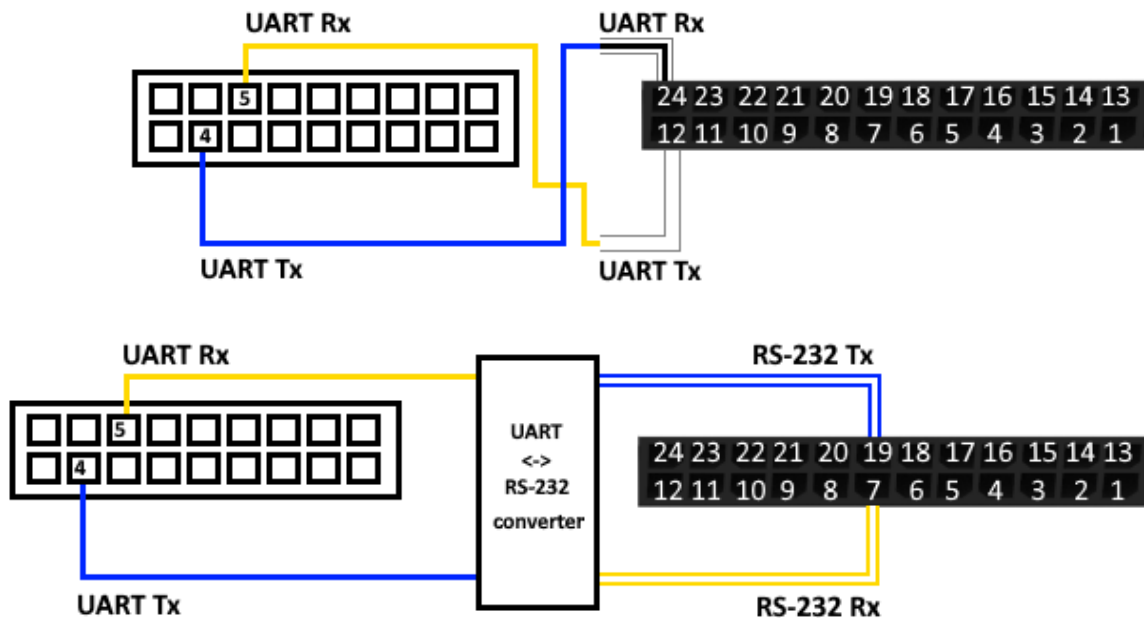 UART Rx
UART Rx
5
24 23 22 21 20 19 18 17 16 15 14 13
4
12 11 10 9 8 7 6 5 4 3 2 1
UART Tx
UART Tx
UART Rx
RS-232 Tx
5
UART
<->
RS-232
converter
24 23 22 21 20 19 18 17 16 15 14 13
4
12 11 10 9 8 7 6 5 4 3 2 1
UART Tx
RS-232 Rx